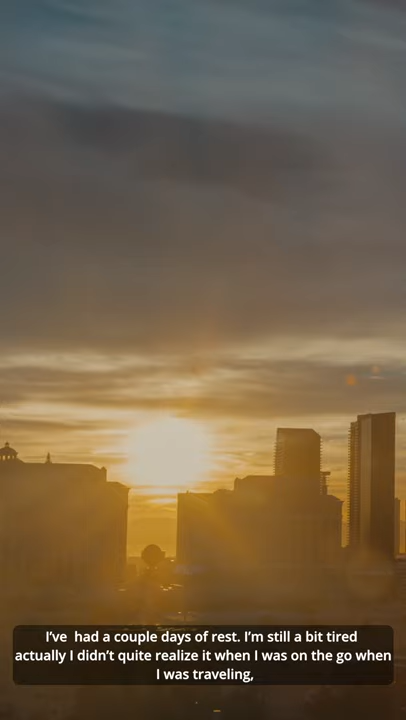 I’ve  had a couple days of rest. I’m still a bit tired
actually I didn’t quite realize it when I was on the go when
I was traveling,